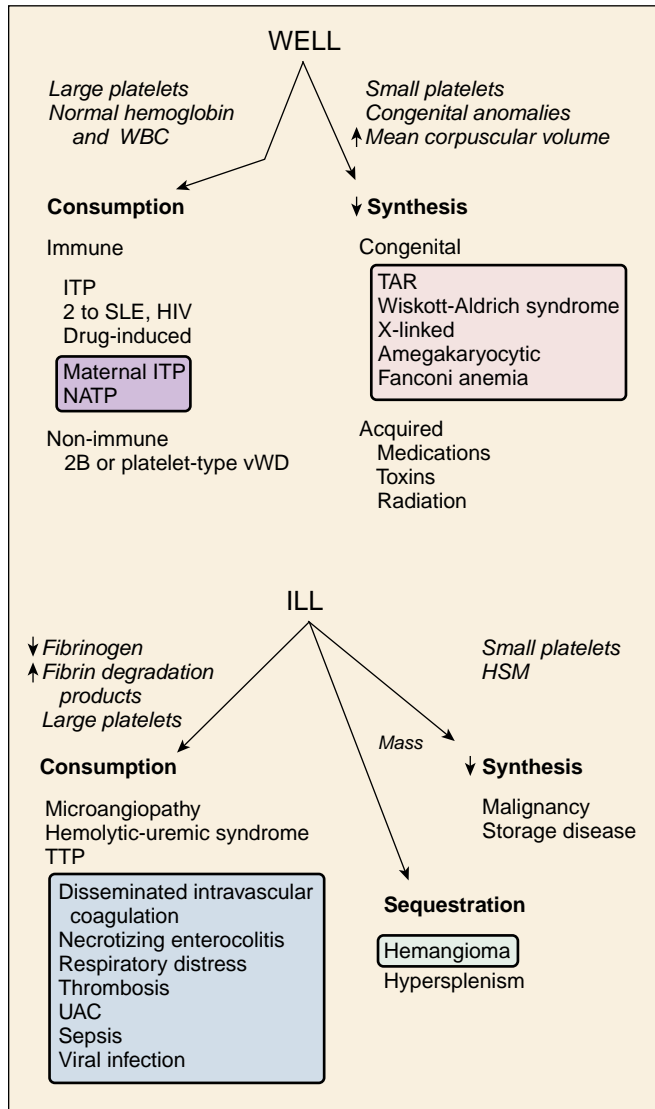 WELL
Large platelets
Normal hemoglobin
and WBC
Small platelets
Congenital anomalies
↑ Mean corpuscular volume
Consumption
Immune
ITP
2 to SLE, HIV
Drug-induced
Maternal ITP
NATP
Non-immune
2B or platelet-type vWD
↓ Synthesis
Congenital
TAR
Wiskott-Aldrich syndrome
X-linked
Amegakaryocytic
Fanconi anemia
Acquired
Medications
Toxins
Radiation
ILL
↓ Fibrinogen
↑ Fibrin degradation
products
Large platelets
Small platelets
HSM
Mass
Consumption
Microangiopathy
Hemolytic-uremic syndrome
TTP
Disseminated intravascular
coagulation
Necrotizing enterocolitis
Respiratory distress
Thrombosis
UAC
Sepsis
Viral infection
↓ Synthesis
Malignancy
Storage disease
Sequestration
Hemangioma
Hypersplenism